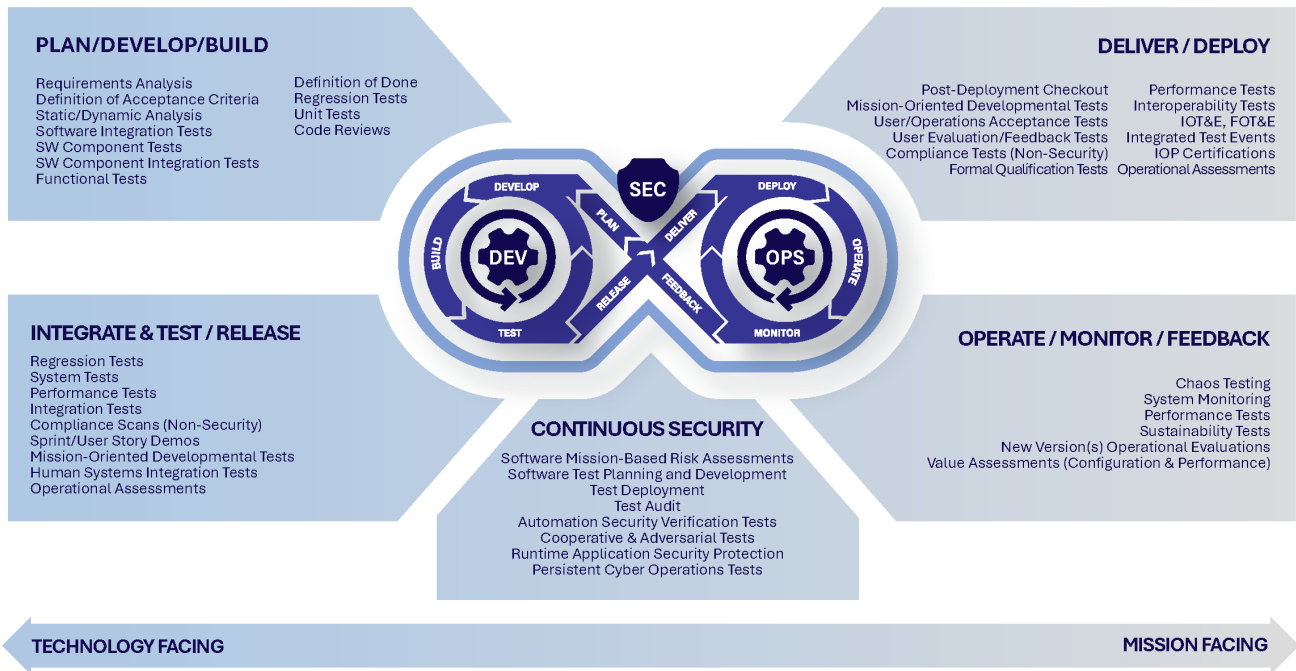 PLAN/DEVELOP/BUILD
Requirements Analysis
Definition of Acceptance Criteria
Static/Dynamic Analysis
Software Integration Tests
SW Component Tests
SW Component Integration Tests
Functional Tests
Definition of Done
Regression Tests
Unit Tests
Code Reviews
DELIVER / DEPLOY
Post-Deployment Checkout
Mission-Oriented Developmental Tests
User/Operations Acceptance Tests
User Evaluation/Feedback Tests
Compliance Tests (Non-Security)
Formal Qualification Tests
Performance Tests
Interoperability Tests
IOT&E, FOT&E
Integrated Test Events
IOP Certifications
Operational Assessments
SEC
DEVELOP
PLAN
BUILD
DEV
TEST
RELEASE
DELIVER
DEPLOY
OPERATE
OPS
MONITOR
FEEDBACK
INTEGRATE & TEST / RELEASE
Regression Tests
System Tests
Performance Tests
Integration Tests
Compliance Scans (Non-Security)
Sprint/User Story Demos
Mission-Oriented Developmental Tests
Human Systems Integration Tests
Operational Assessments
CONTINUOUS SECURITY
Software Mission-Based Risk Assessments
Software Test Planning and Development
Test Deployment
Test Audit
Automation Security Verification Tests
Cooperative & Adversarial Tests
Runtime Application Security Protection
Persistent Cyber Operations Tests
OPERATE / MONITOR / FEEDBACK
Chaos Testing
System Monitoring
Performance Tests
Sustainability Tests
New Version(s) Operational Evaluations
Value Assessments (Configuration & Performance)
TECHNOLOGY FACING
MISSION FACING